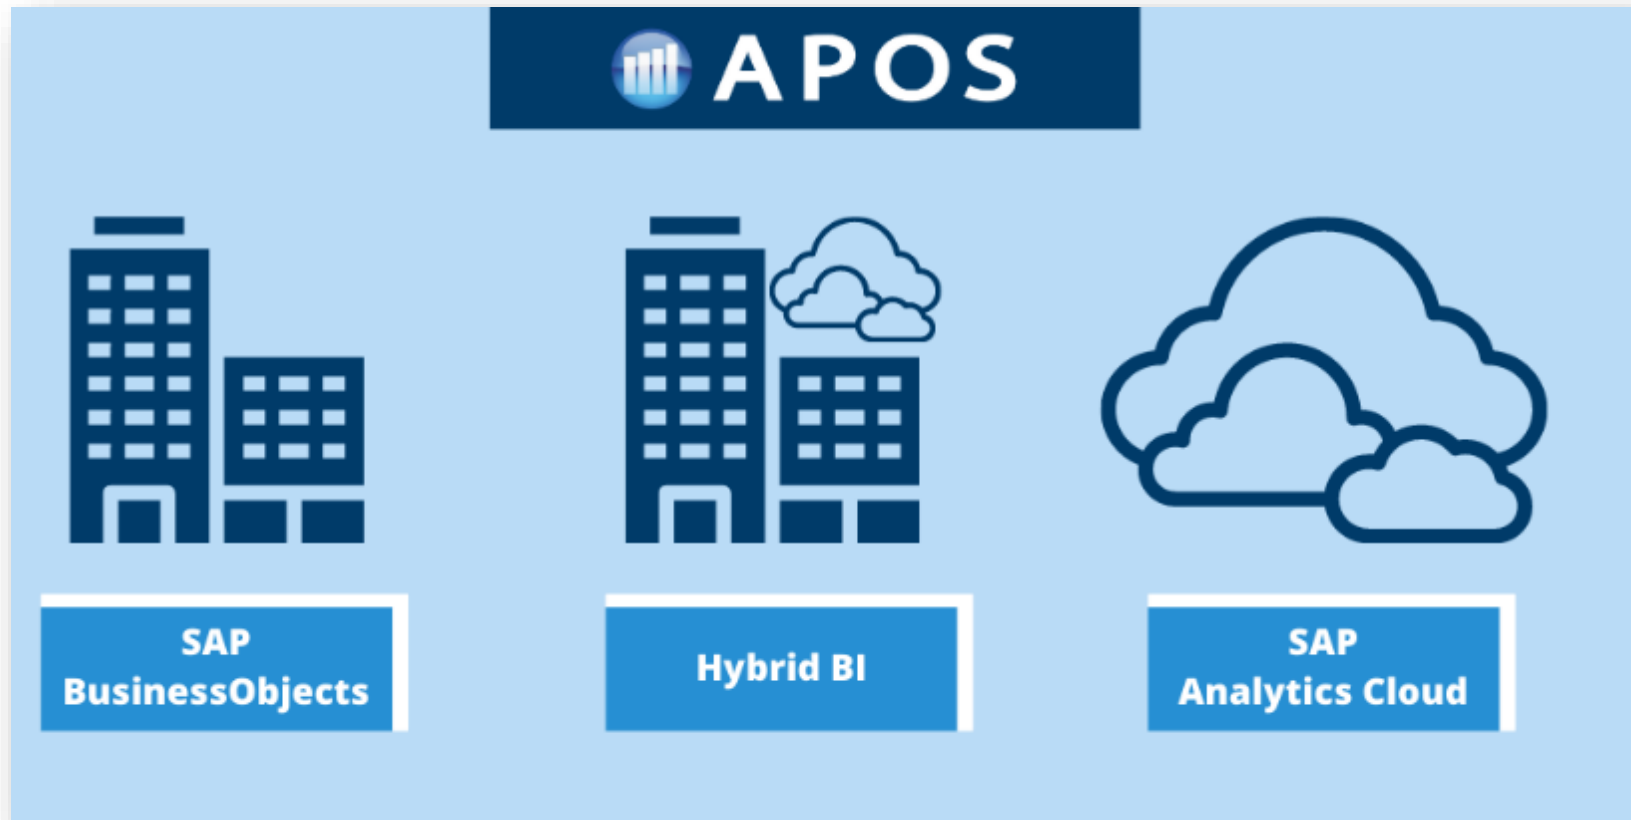 APOS
SAP
BusinessObjects
Hybrid BI
SAP
Analytics Cloud